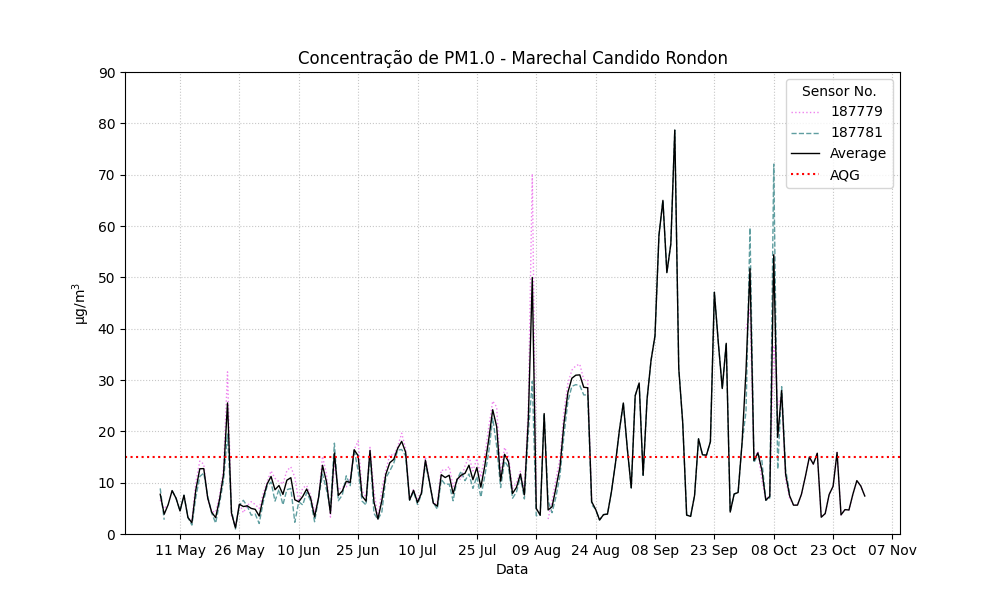 Concentração de PM1.0 - Marechal Candido Rondon
90
80
70
60
50
40
30
20
10
0
µg/m³
Sensor No.
187779
187781
Average
AQG
11 May 26 May 10 Jun 25 Jun 10 Jul 25 Jul 09 Aug 24 Aug 08 Sep 23 Sep 08 Oct 23 Oct 07 Nov
Data